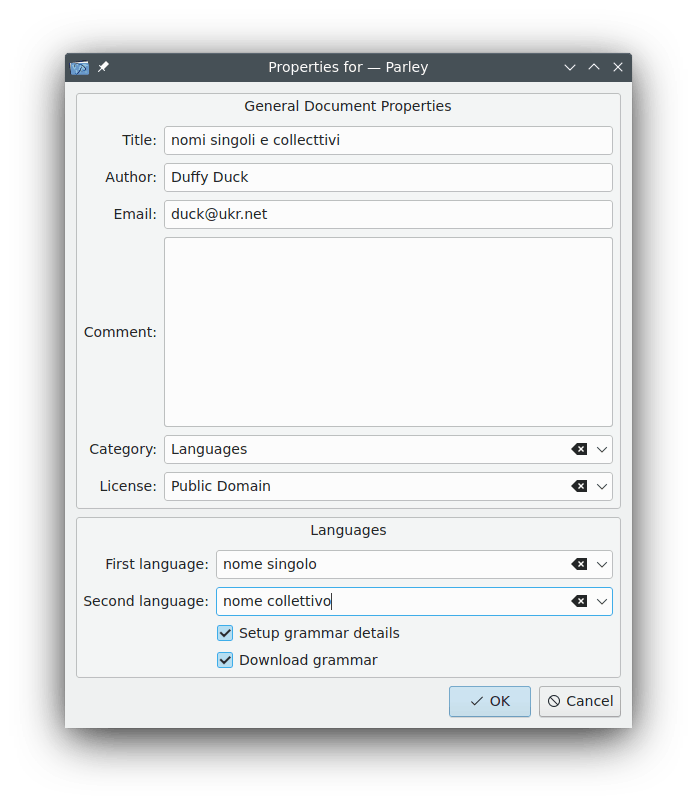 Properties for — Parley
General Document Properties
Title: nomi singoli e collecttivi
Author: Duffy Duck
Email: duck@ukr.net
Comment:
Category: Languages
License: Public Domain
Languages
First language: nome singolo
Second language: nome collettivo
Setup grammar details
Download grammar
OK Cancel